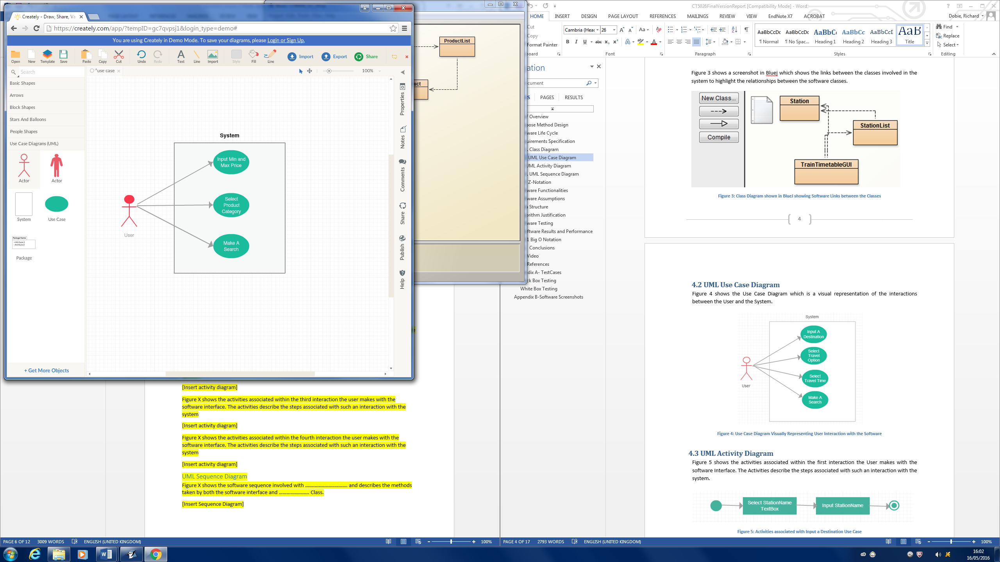 Creately - Draw, Share, Va
https://creately.com/app/?tempID=gc7qvpsj1&login_type=demo#
You are using Creately in Demo Mode. To save your diagrams, please Login or Sign Up.
Open New Template Save Paste Copy Cut Undo Redo Text Line Import Style Fill Line Import Export Share
Search
*use case
100%
Basic Shapes
Arrows
Block Shapes
Stars And Balloons
People Shapes
Use Case Diagrams (UML)
Actor Actor
System Use Case
Package Name
+ Attribute 1
- Attribute 2
Package
+ Get More Objects
System
Input Min and
Max Price
Select
Product
Category
Make A
Search
User
Properties
Notes
Comments
Share
Publish
Help
ProductList
uct
[Insert activity diagram]
Figure X shows the activities associated within the third interaction the user makes with the
software interface. The activities describe the steps associated with such an interaction with the
system
[Insert activity diagram]
Figure X shows the activities associated within the fourth interaction the user makes with the
software interface. The activities describe the steps associated with such an interaction with the
system
[Insert activity diagram]
UML Sequence Diagram
Figure X shows the software sequence involved with ................................ and describes the methods
taken by both the software interface and ....................... Class.
[Insert Sequence Diagram]
PAGE 6 OF 12 3009 WORDS ENGLISH (UNITED KINGDOM) 100%
CT5026FinalVersionReport [Compatibility Mode] - Word
HOME INSERT DESIGN PAGE LAYOUT REFERENCES MAILINGS REVIEW VIEW EndNote X7 ACROBAT
Dobie, Richard
Cut
Copy
Format Painter
oard
Cambria (Head 26
Font
Paragraph
AaBbCcDc AaBbCcDc AaBbC AaBbCc AaBbCcD AaB
¶ Normal ¶ No Spac... Heading 1 Heading 2 Heading 3 Title
Styles
Find
Replace
Select
Editing
ation
cument
S PAGES RESULTS
f Overview
pose Method Design
ware Life Cycle
uirements Specification
. Class Diagram
UML Use Case Diagram
UML Activity Diagram
. UML Sequence Diagram
Z-Notation
ware Functionalities
ware Assumptions
Structure
rithm Justification
ware Testing
ftware Results and Performance
1 Big O Notation
Conclusions
Video
References
dix A- TestCases
ck Box Testing
White Box Testing
Appendix B-Software Screenshots
Figure 3 shows a screenshot in Bluej which shows the links between the classes involved in the
system to highlight the relationships between the software classes.
New Class...
Compile
Station
StationList
TrainTimetableGUI
Figure 3: Class Diagram shown in BlueJ showing Software Links between the Classes
4
4.2 UML Use Case Diagram
Figure 4 shows the Use Case Diagram which is a visual representation of the interactions
between the User and the System.
System
Input A
Destination
Select
Travel
Option
Select
Travel Time
Make A
Search
User
Figure 4: Use Case Diagram Visually Representing User Interaction with the Software
4.3 UML Activity Diagram
Figure 5 shows the activities associated within the first interaction the User makes with the
software Interface. The Activities describe the steps associated with such an interaction with the
system.
Select StationName
TextBox
Input StationName
Figure 5: Activities associated with Input a Destination Use Case
PAGE 4 OF 17 2793 WORDS ENGLISH (UNITED KINGDOM) 100%
16:02
16/05/2016